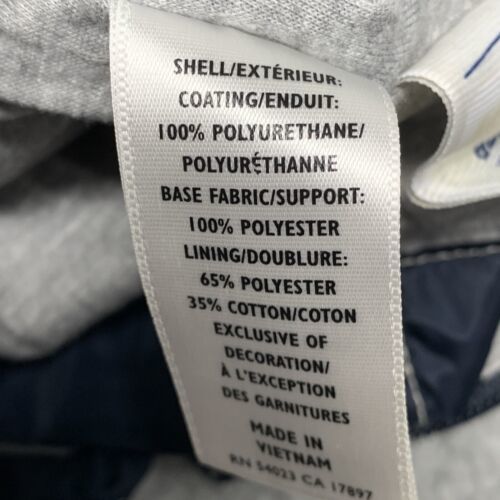 SHELL/EXTÉRIEUR:
COATING/ENDUIT:
100% POLYURETHANE/
POLYURÉTHANNE
BASE FABRIC/SUPPORT:
100% POLYESTER
LINING/DOUBLURE:
65% POLYESTER
35% COTTON/COTON
EXCLUSIVE OF
DECORATION/
À L'EXCEPTION
DES GARNITURES
MADE IN
VIETNAM
RN 54023 CA 17897